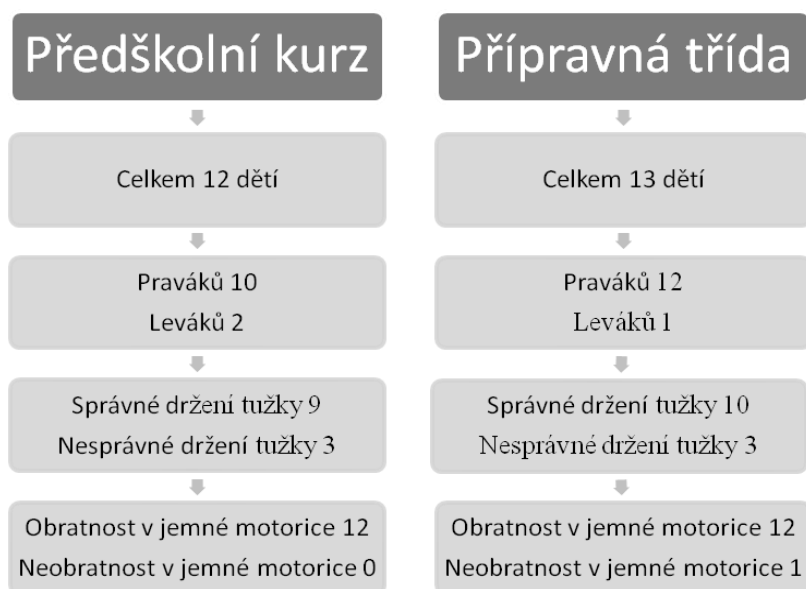 Předškolní kurz
Celkem 12 dětí
Praváků 10
Leváků 2
Správné držení tužky 9
Nesprávné držení tužky 3
Obratnost v jemné motorice 12
Neobratnost v jemné motorice 0
Přípravná třída
Celkem 13 dětí
Praváků 12
Leváků 1
Správné držení tužky 10
Nesprávné držení tužky 3
Obratnost v jemné motorice 12
Neobratnost v jemné motorice 1